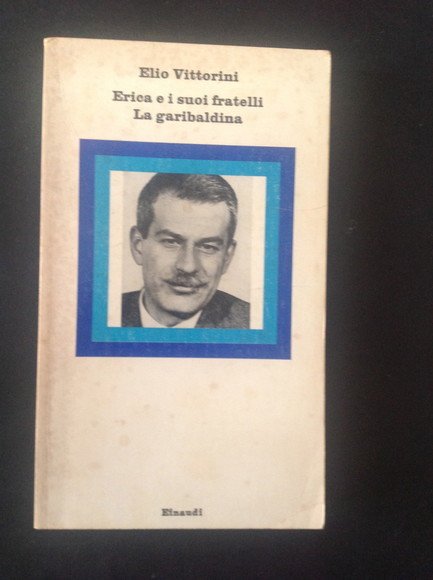 Elio Vittorini
Erica e i suoi fratelli
La garibaldina
Einaudi